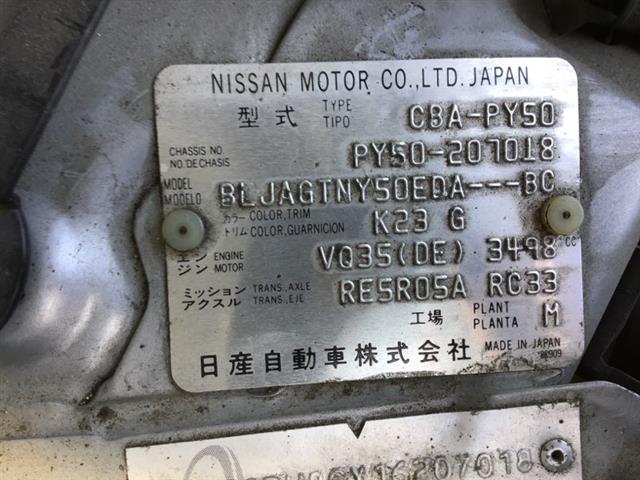 NISSAN MOTOR CO.,LTD. JAPAN
型式 TYPE TIPO CBA-PY50
CHASSIS NO. NO.DE CHASIS PY50-207018
MODEL MODELO BLJAGTNY50EDA---BC
カラー COLOR,TRIM トリム COLOR,GUARNICION K23 G
エンジン ENGINE MOTOR VQ35(DE) 3498CC
ミッション アクスル TRANS.,AXLE TRANS.,EJE RE5R05A RC33
工場 PLANT PLANTA M
日産自動車株式会社 MADE IN JAPAN